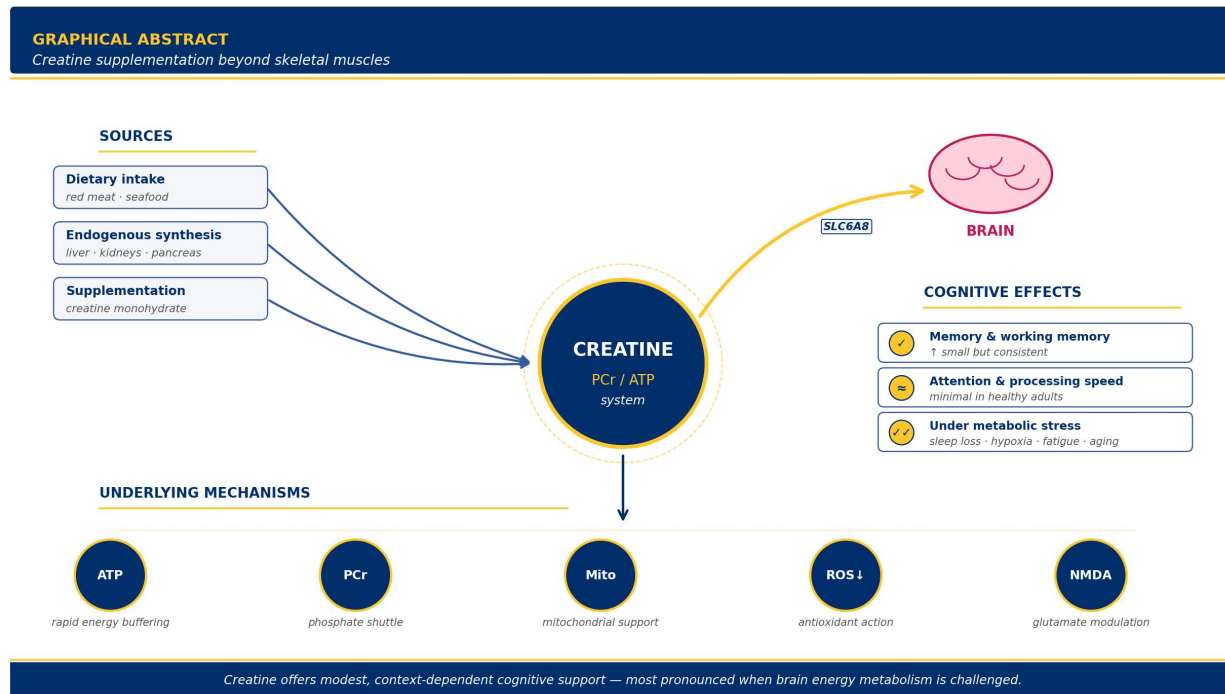 GRAPHICAL ABSTRACT
Creatine supplementation beyond skeletal muscles
SOURCES
Dietary intake
red meat · seafood
Endogenous synthesis
liver · kidneys · pancreas
Supplementation
creatine monohydrate
CREATINE
PCr / ATP
system
SLC6A8
BRAIN
COGNITIVE EFFECTS
✓
Memory & working memory
↑ small but consistent
≈
Attention & processing speed
minimal in healthy adults
✓✓
Under metabolic stress
sleep loss · hypoxia · fatigue · aging
UNDERLYING MECHANISMS
ATP
rapid energy buffering
PCr
phosphate shuttle
Mito
mitochondrial support
ROS↓
antioxidant action
NMDA
glutamate modulation
Creatine offers modest, context-dependent cognitive support — most pronounced when brain energy metabolism is challenged.